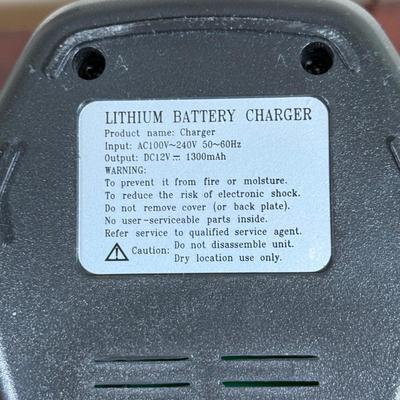 LITHIUM BATTERY CHARGER
Product name: Charger
Input: AC100V~240V 50~60Hz
Output: DC12V⎓ 1300mAh
WARNING:
To prevent it from fire or molsture.
To reduce the risk of electronic shock.
Do not remove cover (or back plate).
No user-serviceable parts inside.
Refer service to qualified service agent.
Caution: Do not disassemble unit.
Dry location use only.